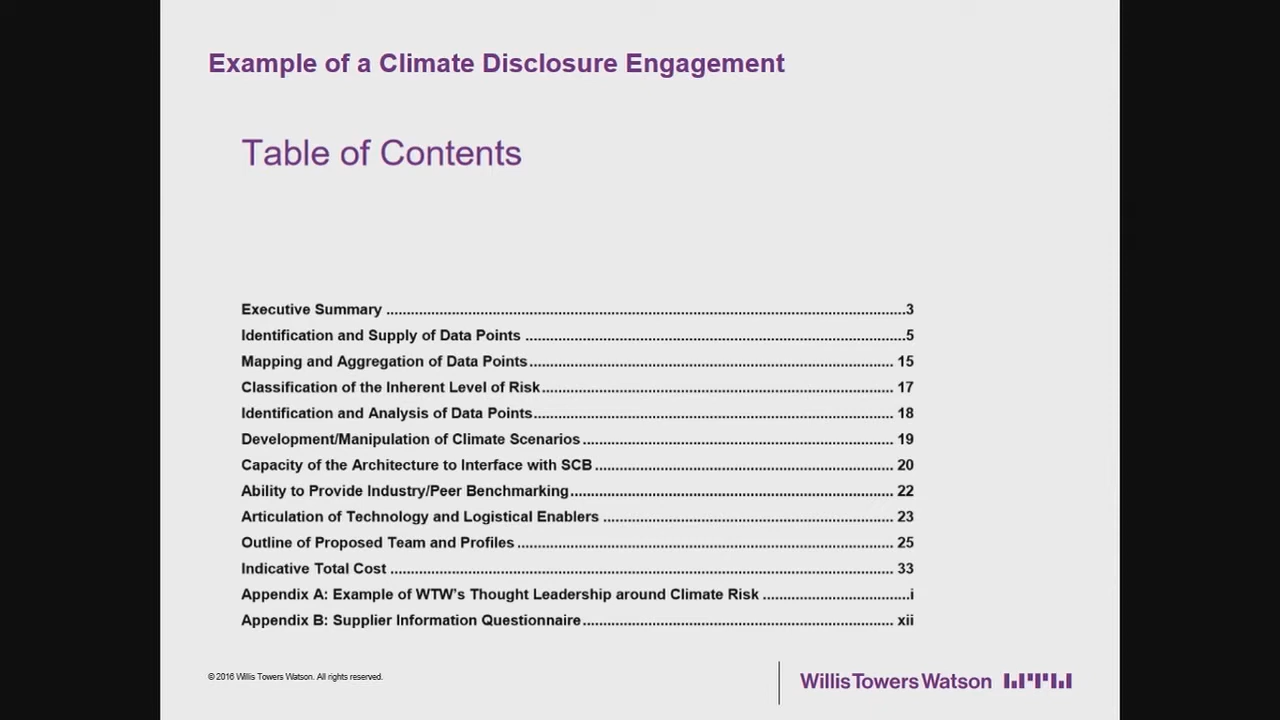 Example of a Climate Disclosure Engagement
Table of Contents
Executive Summary ..... 3
Identification and Supply of Data Points ..... 5
Mapping and Aggregation of Data Points ..... 15
Classification of the Inherent Level of Risk ..... 17
Identification and Analysis of Data Points ..... 18
Development/Manipulation of Climate Scenarios ..... 19
Capacity of the Architecture to Interface with SCB ..... 20
Ability to Provide Industry/Peer Benchmarking ..... 22
Articulation of Technology and Logistical Enablers ..... 23
Outline of Proposed Team and Profiles ..... 25
Indicative Total Cost ..... 33
Appendix A: Example of WTW's Thought Leadership around Climate Risk ..... i
Appendix B: Supplier Information Questionnaire ..... xii
© 2016 Willis Towers Watson. All rights reserved.
Willis Towers Watson